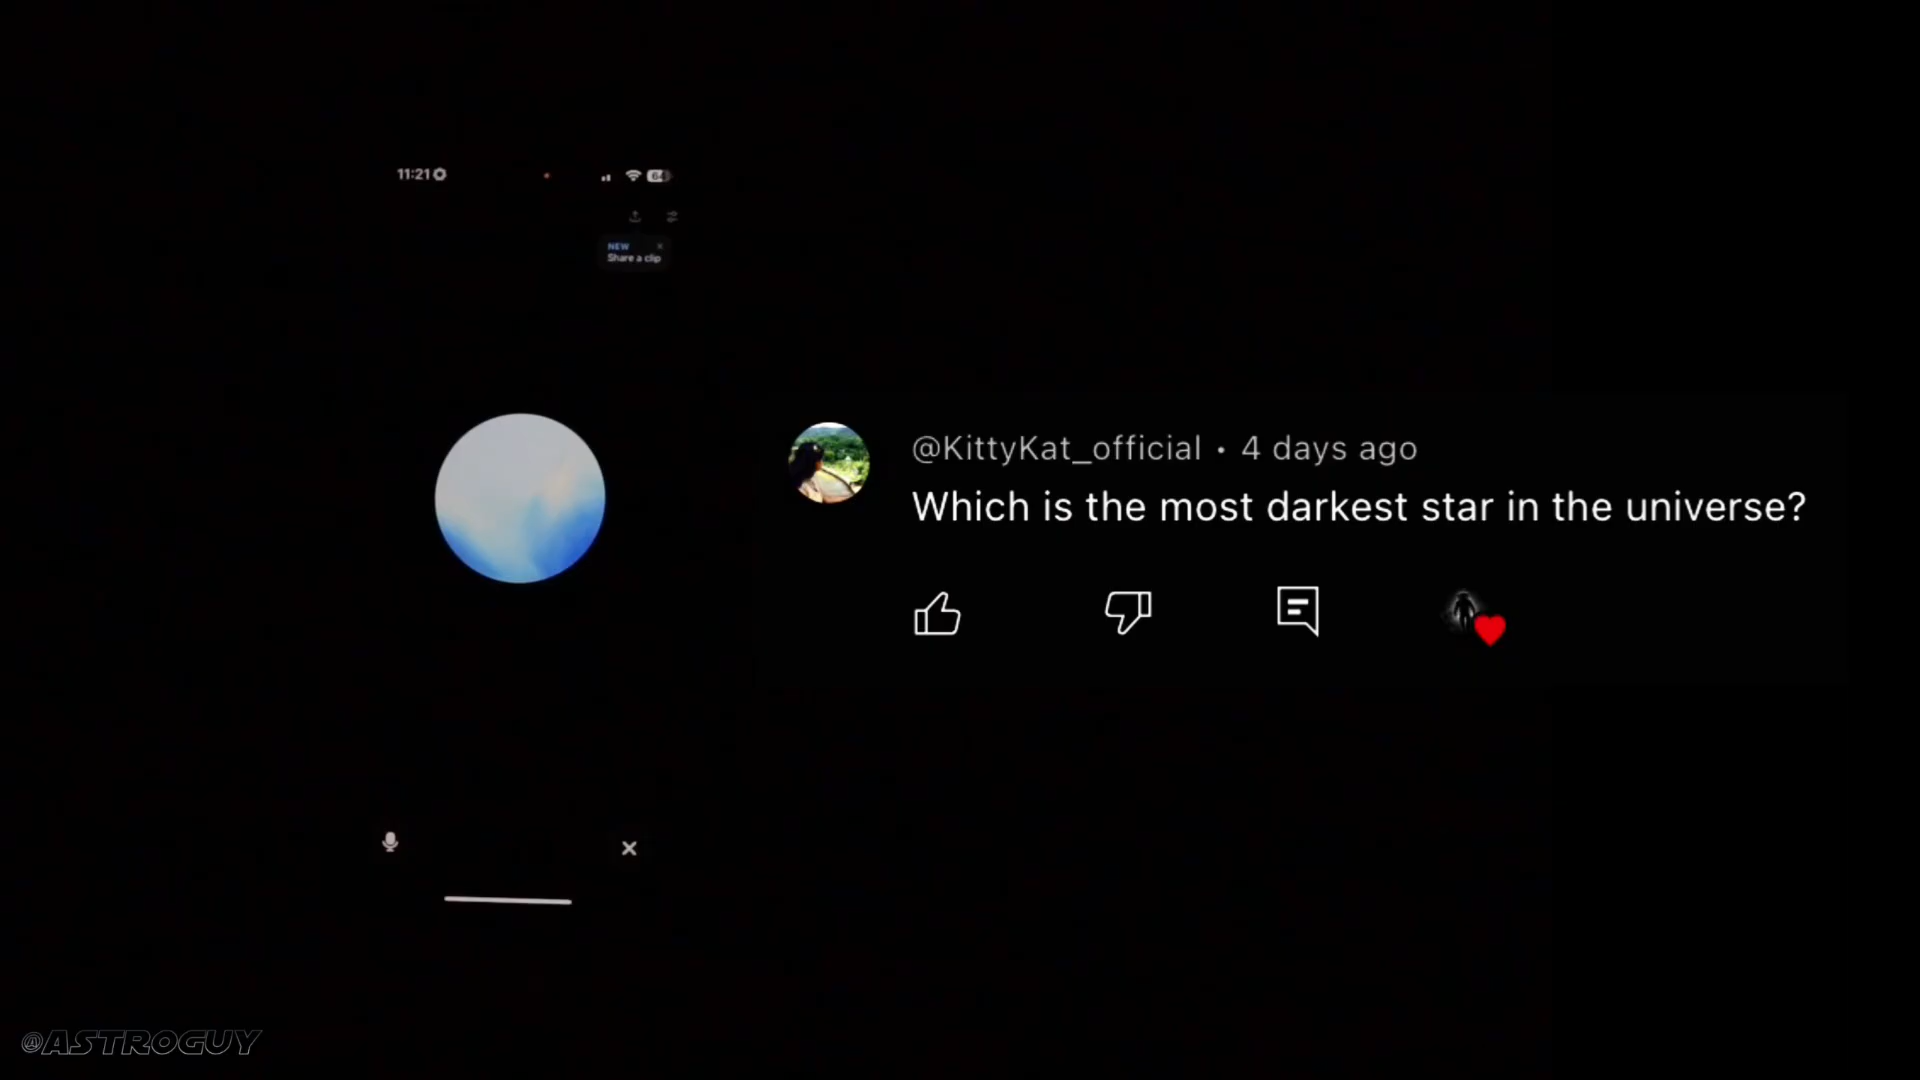 11:21
64
NEW
Share a clip
@KittyKat_official • 4 days ago
Which is the most darkest star in the universe?
@ASTROGUY